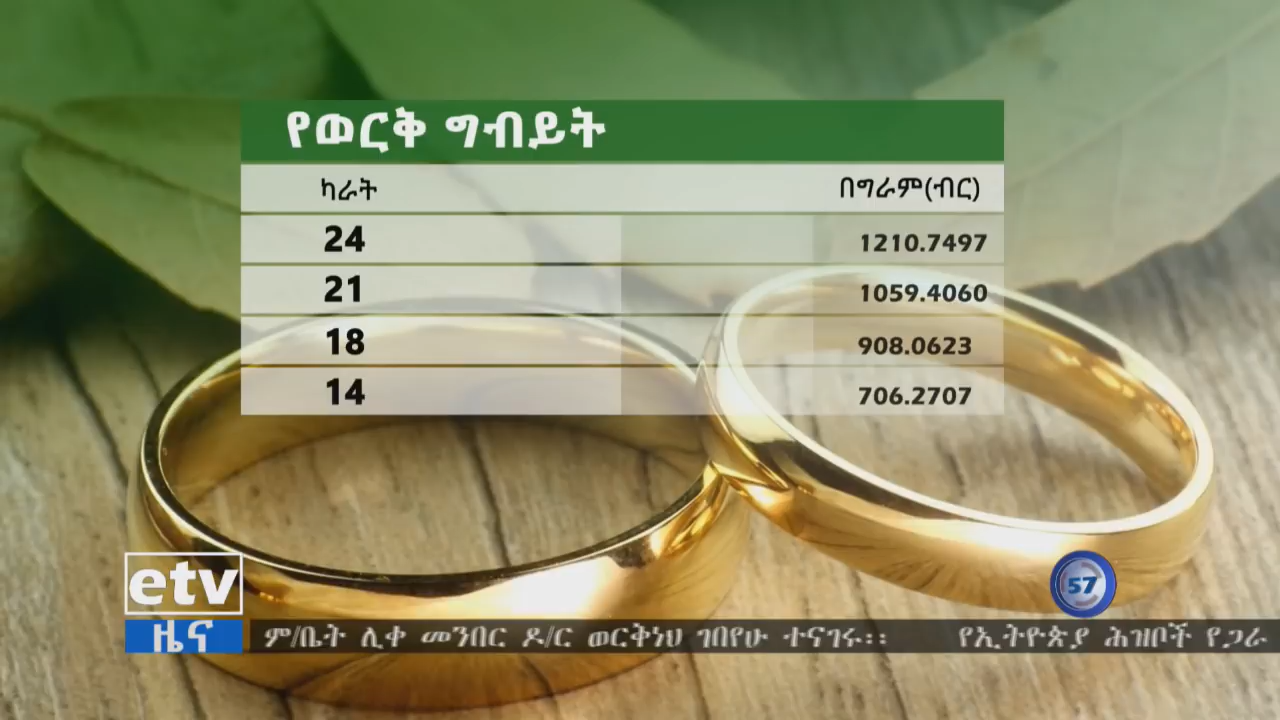 የወርቅ ግብይት
ካራት በግራም(ብር)
24 1210.7497
21 1059.4060
18 908.0623
14 706.2707
etv
57
ዜና ም/ቤት ሊቀ መንበር ዶ/ር ወርቅነህ ገበየሁ ተናገሩ፡፡ የኢትዮጵያ ሕዝቦች የጋራ